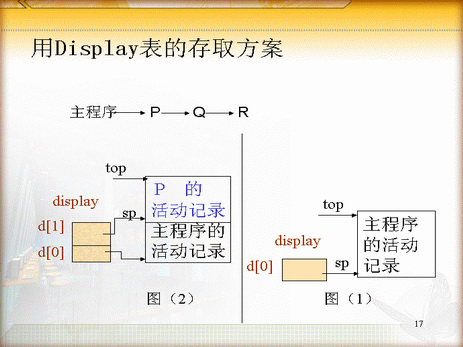 用Display表的存取方案
主程序 P Q R
top
P 的
活动记录
display
sp
d[1]
主程序的
活动记录
d[0]
图（2）
top
主程序
的活动
记录
display
d[0]
sp
图（1）
17